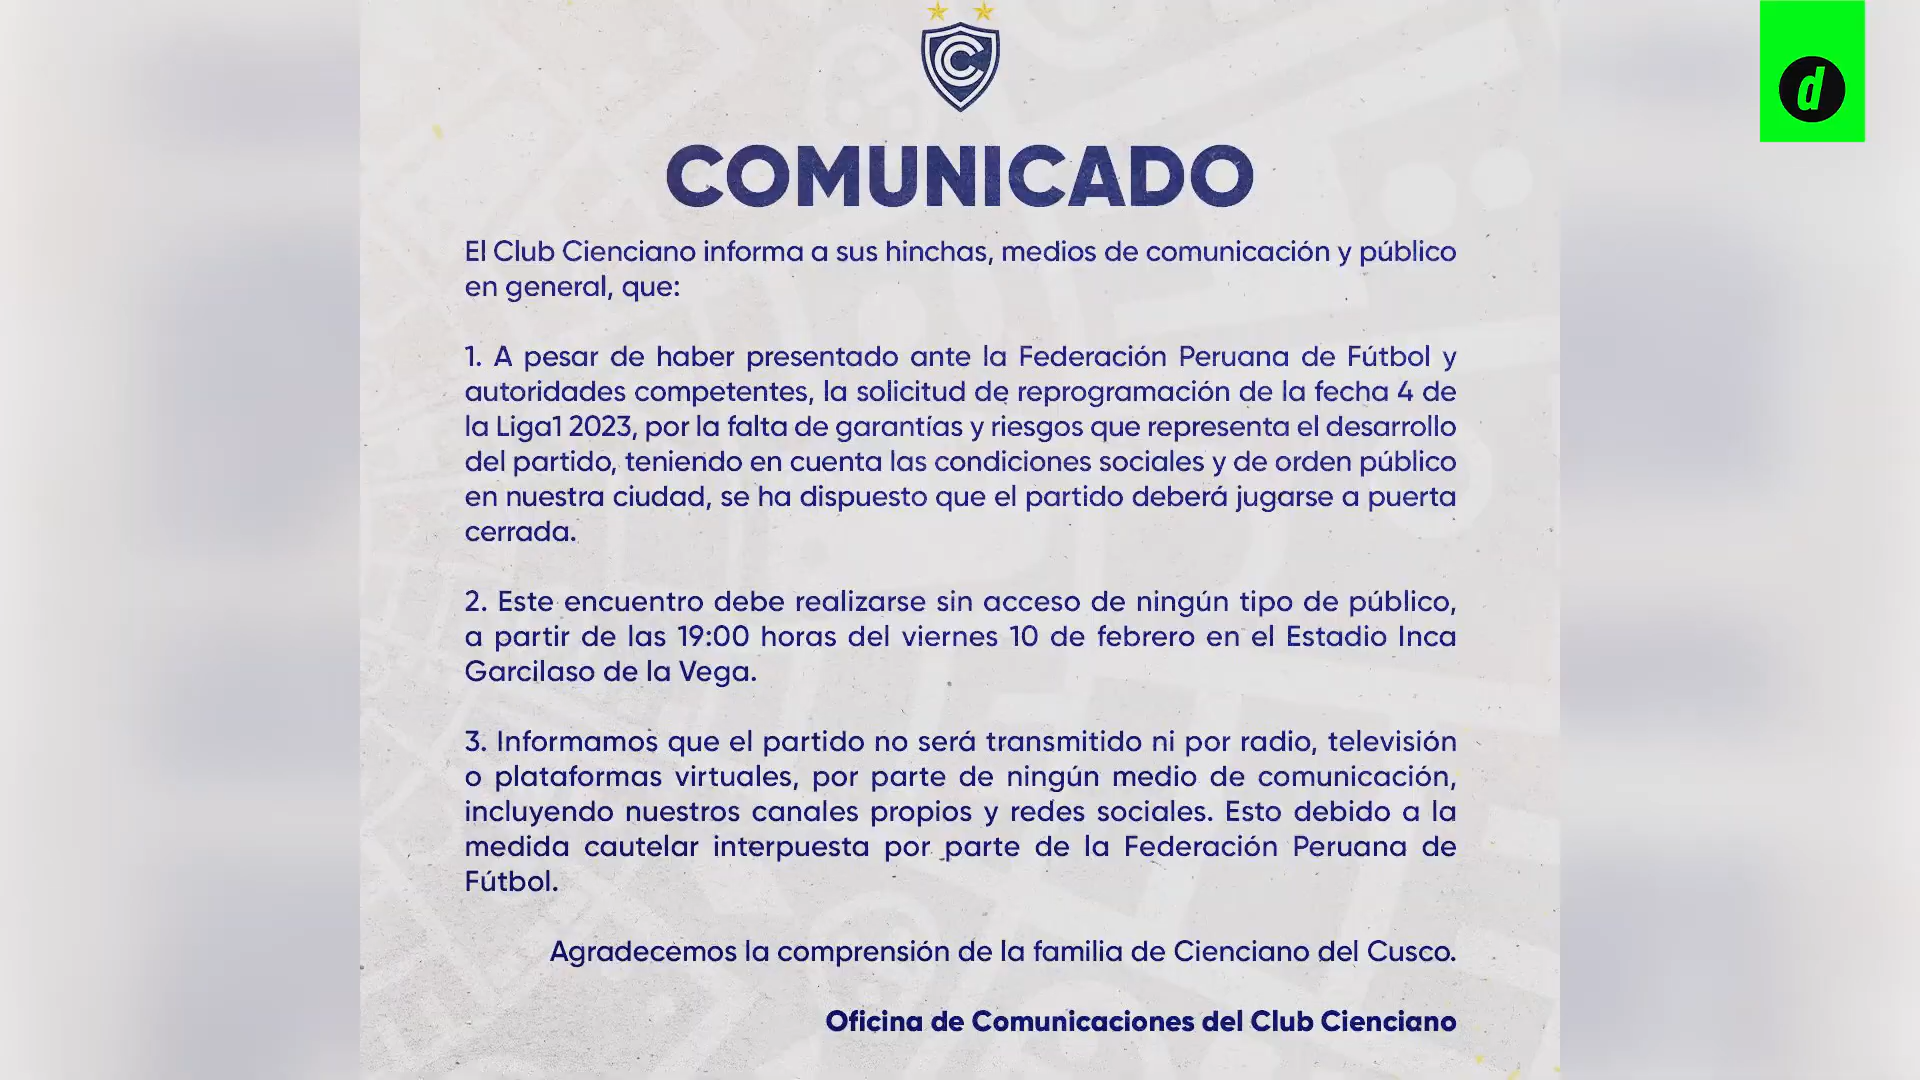 C
d
COMUNICADO
El Club Cienciano informa a sus hinchas, medios de comunicación y público
en general, que:
1. A pesar de haber presentado ante la Federación Peruana de Fútbol y
autoridades competentes, la solicitud de reprogramación de la fecha 4 de
la Liga1 2023, por la falta de garantías y riesgos que representa el desarrollo
del partido, teniendo en cuenta las condiciones sociales y de orden público
en nuestra ciudad, se ha dispuesto que el partido deberá jugarse a puerta
cerrada.
2. Este encuentro debe realizarse sin acceso de ningún tipo de público,
a partir de las 19:00 horas del viernes 10 de febrero en el Estadio Inca
Garcilaso de la Vega.
3. Informamos que el partido no será transmitido ni por radio, televisión
o plataformas virtuales, por parte de ningún medio de comunicación,
incluyendo nuestros canales propios y redes sociales. Esto debido a la
medida cautelar interpuesta por parte de la Federación Peruana de
Fútbol.
Agradecemos la comprensión de la familia de Cienciano del Cusco.
Oficina de Comunicaciones del Club Cienciano